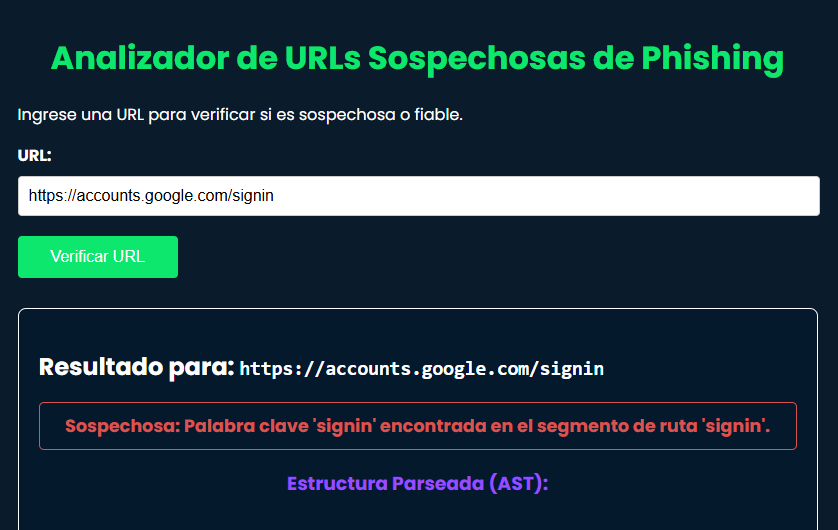 Analizador de URLs Sospechosas de Phishing
Ingrese una URL para verificar si es sospechosa o fiable.
URL:
https://accounts.google.com/signin
Verificar URL
Resultado para: https://accounts.google.com/signin
Sospechosa: Palabra clave 'signin' encontrada en el segmento de ruta 'signin'.
Estructura Parseada (AST):